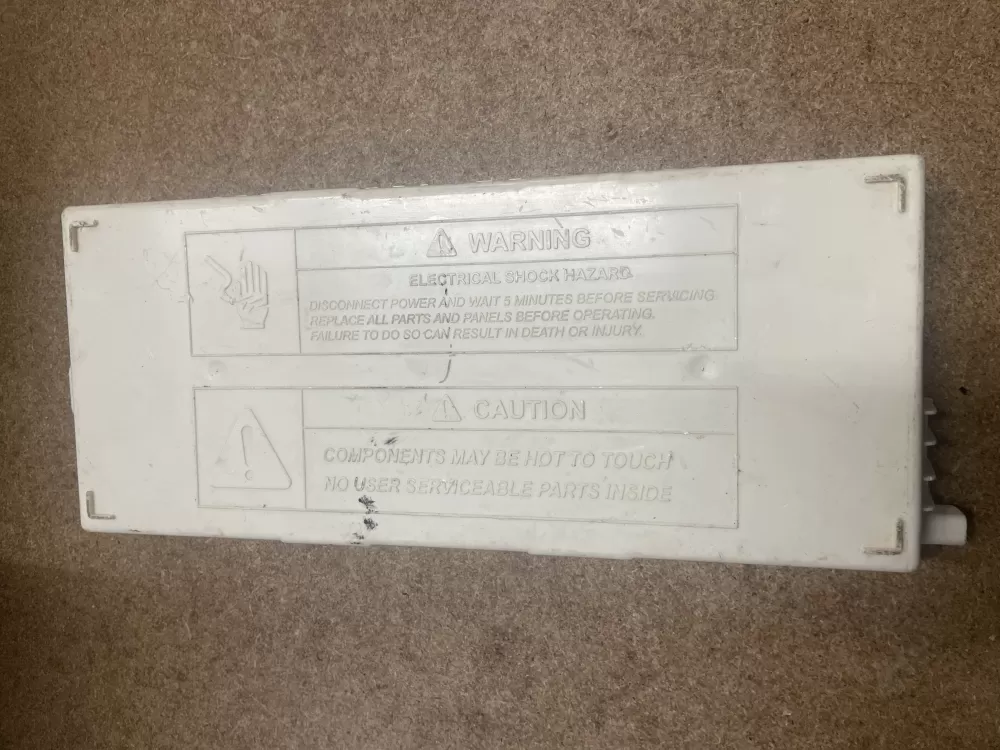 WARNING
ELECTRICAL SHOCK HAZARD
DISCONNECT POWER AND WAIT 5 MINUTES BEFORE SERVICING
REPLACE ALL PARTS AND PANELS BEFORE OPERATING.
FAILURE TO DO SO CAN RESULT IN DEATH OR INJURY.
CAUTION
COMPONENTS MAY BE HOT TO TOUCH
NO USER SERVICEABLE PARTS INSIDE